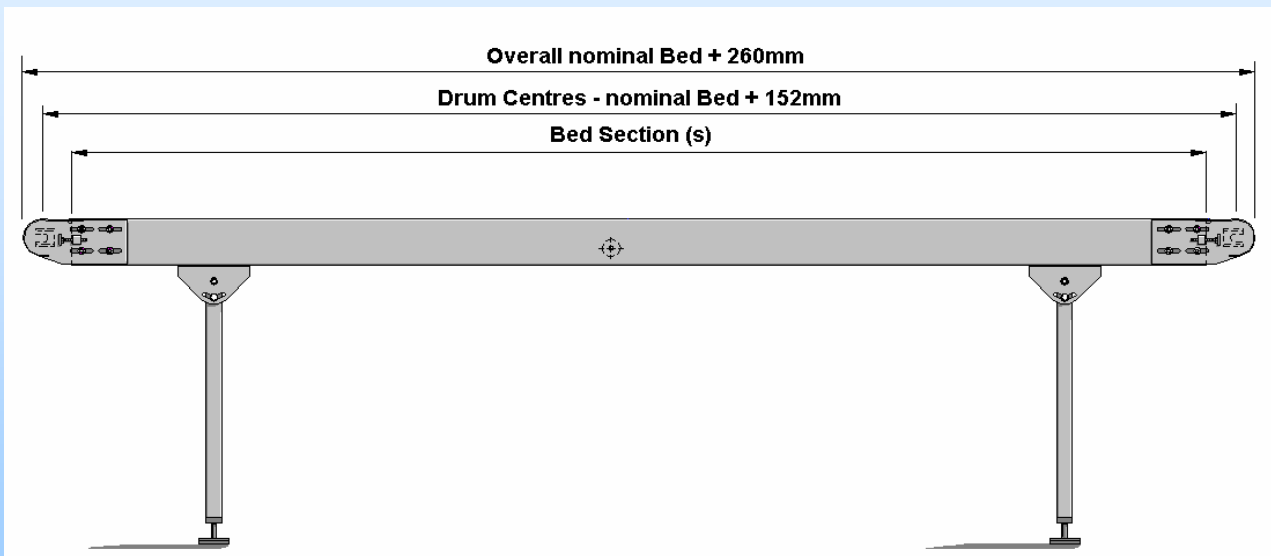 Overall nominal Bed + 260mm
Drum Centres - nominal Bed + 152mm
Bed Section (s)